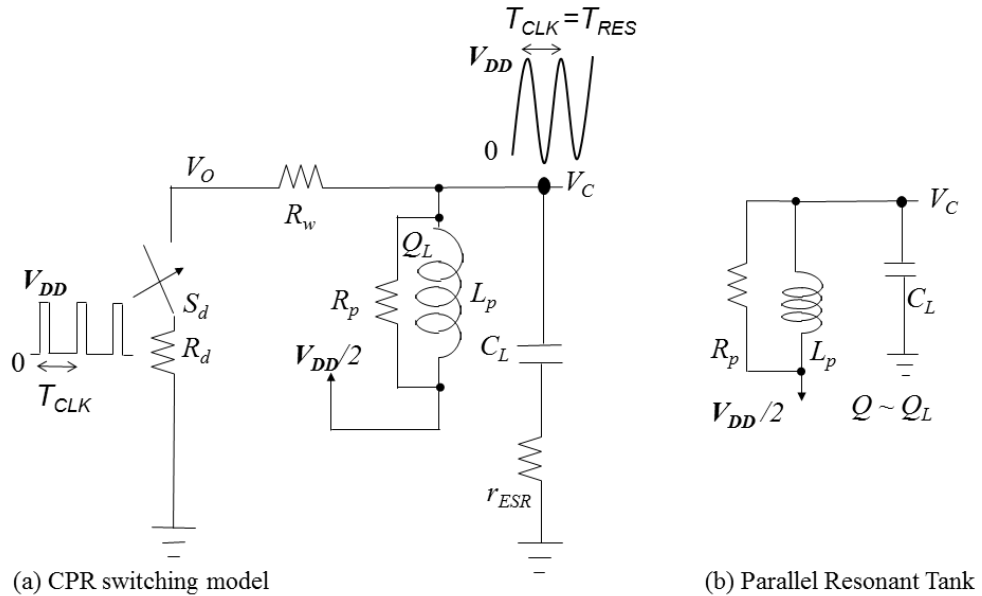 T_CLK = T_RES
V_DD
0
V_O
V_C
R_w
Q_L
V_DD
S_d
R_p
L_p
C_L
0
R_d
V_DD/2
T_CLK
r_ESR
V_C
C_L
R_p
L_p
V_DD /2
Q ~ Q_L
(a) CPR switching model
(b) Parallel Resonant Tank